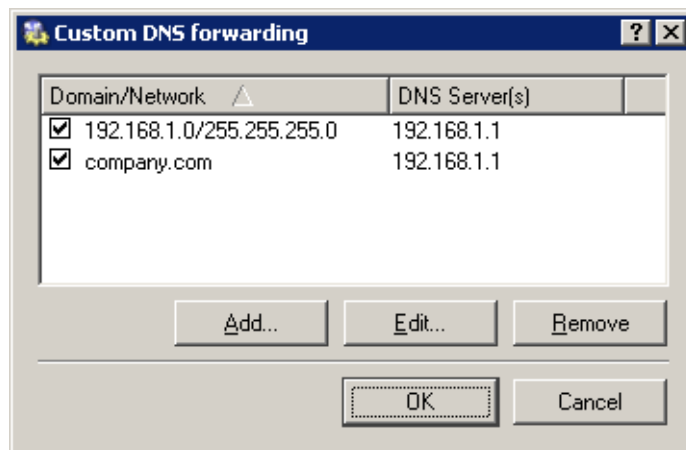 Custom DNS forwarding
Domain/Network DNS Server(s)
192.168.1.0/255.255.255.0 192.168.1.1
company.com 192.168.1.1
Add... Edit... Remove
OK Cancel